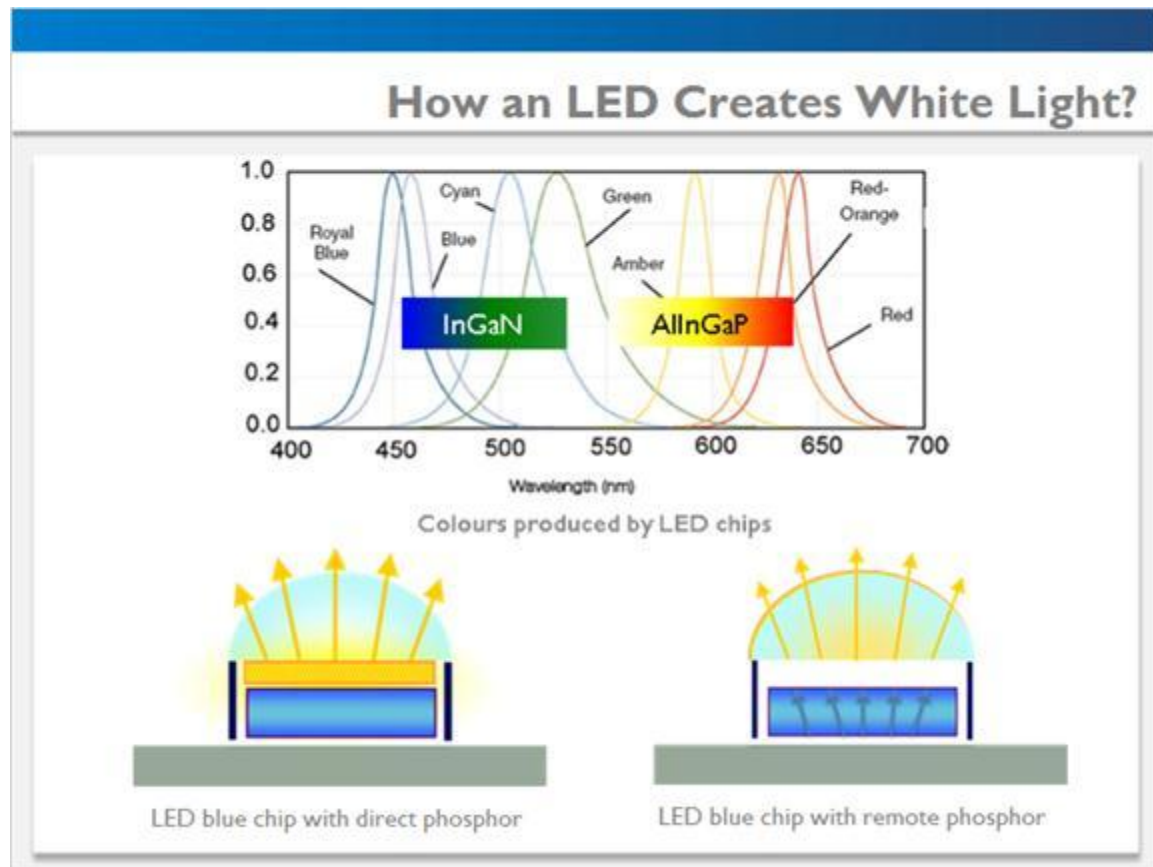 How an LED Creates White Light?
1.0
0.8
0.6
0.4
0.2
0.0
Royal
Blue
Cyan
Blue
Green
Amber
Red-
Orange
Red
InGaN
AlInGaP
400 450 500 550 600 650 700
Wavelength (nm)
Colours produced by LED chips
LED blue chip with direct phosphor
LED blue chip with remote phosphor